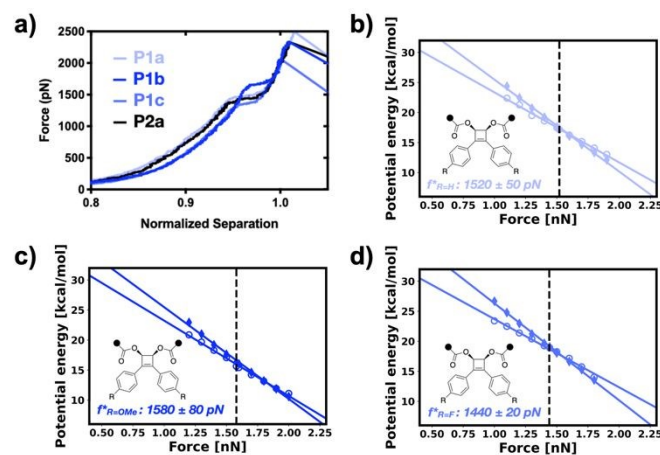 a)
2500
2000
1500
1000
500
0
Force (pN)
P1a
P1b
P1c
P2a
0.8
0.9
1.0
Normalized Separation
b)
Potential energy [kcal/mol]
30
25
20
15
10
O O
O O
R R
f*R=H : 1520 ± 50 pN
0.50 0.75 1.00 1.25 1.50 1.75 2.00 2.25
Force [nN]
c)
Potential energy [kcal/mol]
30
25
20
15
10
O O
O O
R R
f*R=OMe : 1580 ± 80 pN
0.50 0.75 1.00 1.25 1.50 1.75 2.00 2.25
Force [nN]
d)
Potential energy [kcal/mol]
30
25
20
15
10
O O
O O
R R
f*R=F : 1440 ± 20 pN
0.50 0.75 1.00 1.25 1.50 1.75 2.00 2.25
Force [nN]